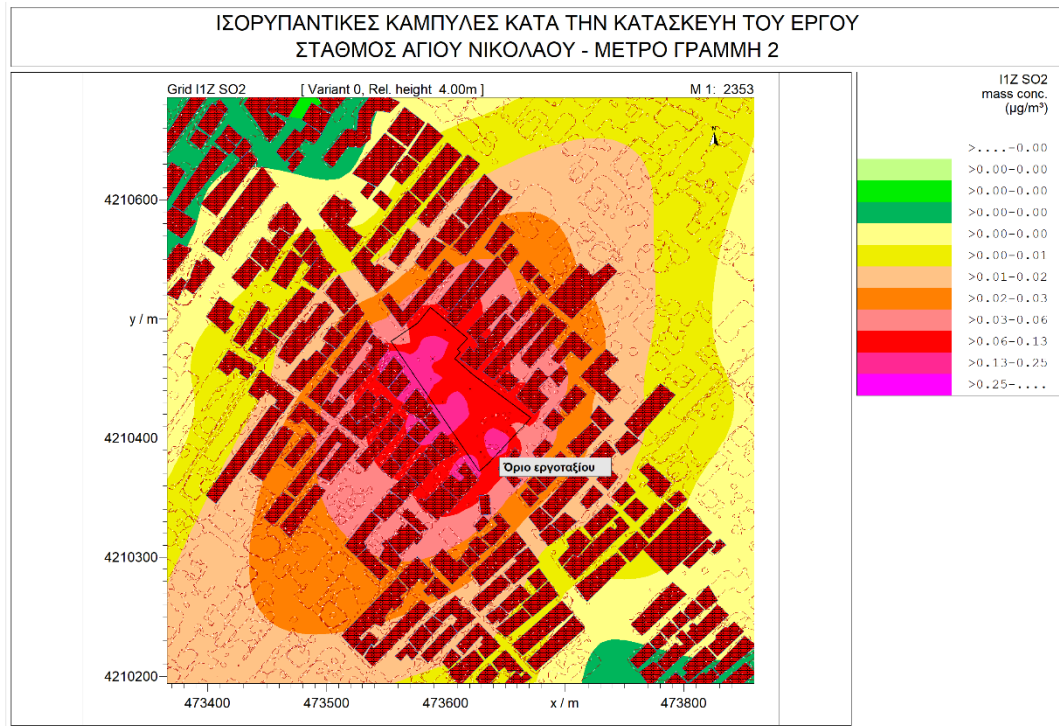 ΙΣΟΡΥΠΑΝΤΙΚΕΣ ΚΑΜΠΥΛΕΣ ΚΑΤΑ ΤΗΝ ΚΑΤΑΣΚΕΥΗ ΤΟΥ ΕΡΓΟΥ
ΣΤΑΘΜΟΣ ΑΓΙΟΥ ΝΙΚΟΛΑΟΥ - ΜΕΤΡΟ ΓΡΑΜΜΗ 2
Grid I1Z SO2 [ Variant 0, Rel. height 4.00m ] M 1: 2353
N
4210600
y / m
4210400
4210300
4210200
Όριο εργοταξίου
473400 473500 473600 x / m 473800
I1Z SO2
mass conc.
(µg/m³)
>....-0.00
>0.00-0.00
>0.00-0.00
>0.00-0.00
>0.00-0.00
>0.00-0.01
>0.01-0.02
>0.02-0.03
>0.03-0.06
>0.06-0.13
>0.13-0.25
>0.25-....